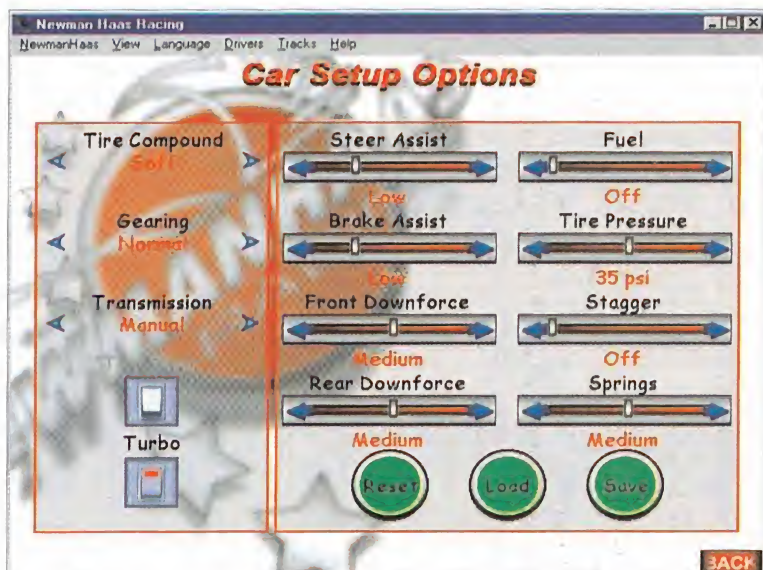 Newman Haas Racing
NewmanHaas View Language Drivers Tracks Help
Car Setup Options
Tire Compound
Soft
Gearing
Normal
Transmission
Manual
Turbo
Steer Assist
Low
Brake Assist
Low
Front Downforce
Medium
Rear Downforce
Medium
Fuel
Off
Tire Pressure
35 psi
Stagger
Off
Springs
Medium
Reset Load Save
BACK